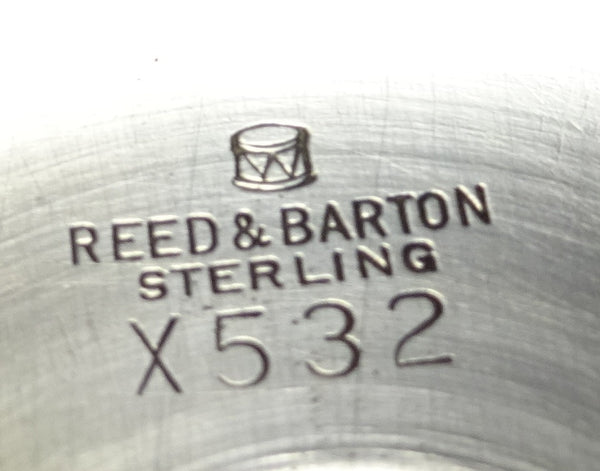 REED & BARTON
STERLING
X532